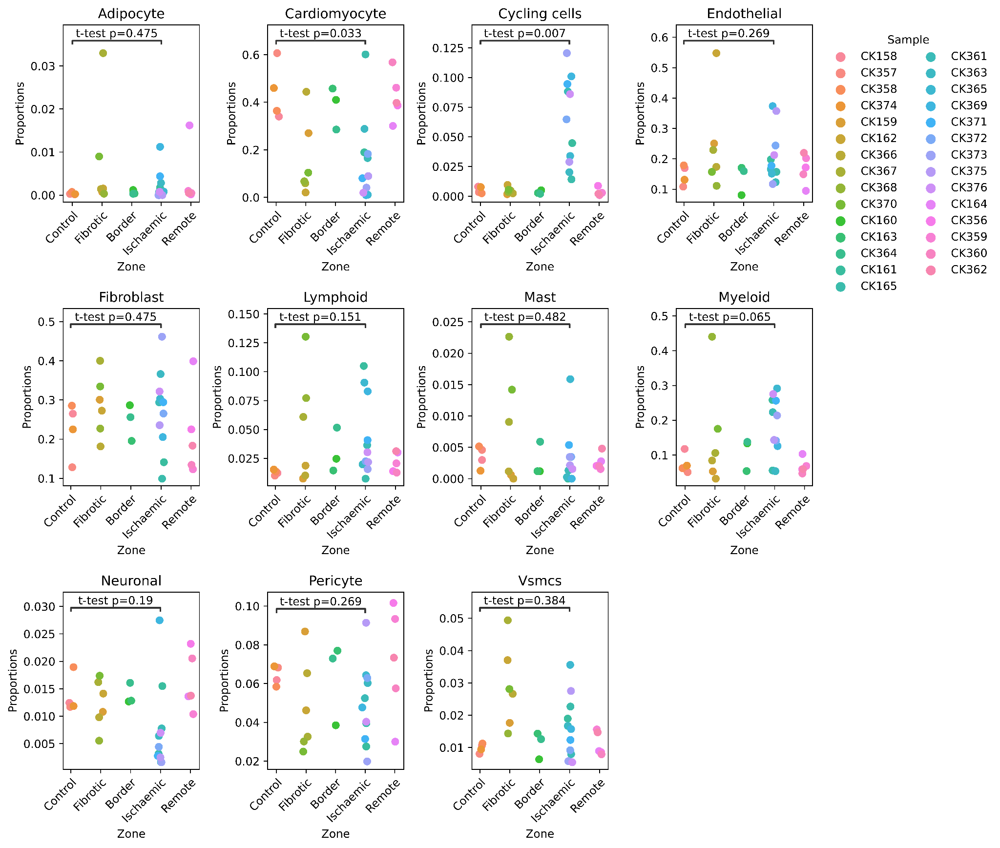 Adipocyte
t-test p=0.475
Proportions
0.03
0.02
0.01
0.00
Control
Fibrotic
Border
Ischaemic
Remote
Zone
Cardiomyocyte
t-test p=0.033
Proportions
0.6
0.4
0.2
0.0
Control
Fibrotic
Border
Ischaemic
Remote
Zone
Cycling cells
t-test p=0.007
Proportions
0.125
0.100
0.075
0.050
0.025
0.000
Control
Fibrotic
Border
Ischaemic
Remote
Zone
Endothelial
t-test p=0.269
Proportions
0.6
0.5
0.4
0.3
0.2
0.1
Control
Fibrotic
Border
Ischaemic
Remote
Zone
Sample
CK158
CK357
CK358
CK374
CK159
CK162
CK366
CK367
CK368
CK370
CK160
CK163
CK364
CK161
CK165
CK361
CK363
CK365
CK369
CK371
CK372
CK373
CK375
CK376
CK164
CK356
CK359
CK360
CK362
Fibroblast
t-test p=0.475
Proportions
0.5
0.4
0.3
0.2
0.1
Control
Fibrotic
Border
Ischaemic
Remote
Zone
Lymphoid
t-test p=0.151
Proportions
0.150
0.125
0.100
0.075
0.050
0.025
Control
Fibrotic
Border
Ischaemic
Remote
Zone
Mast
t-test p=0.482
Proportions
0.025
0.020
0.015
0.010
0.005
0.000
Control
Fibrotic
Border
Ischaemic
Remote
Zone
Myeloid
t-test p=0.065
Proportions
0.5
0.4
0.3
0.2
0.1
Control
Fibrotic
Border
Ischaemic
Remote
Zone
Neuronal
t-test p=0.19
Proportions
0.030
0.025
0.020
0.015
0.010
0.005
Control
Fibrotic
Border
Ischaemic
Remote
Zone
Pericyte
t-test p=0.269
Proportions
0.10
0.08
0.06
0.04
0.02
Control
Fibrotic
Border
Ischaemic
Remote
Zone
Vsmcs
t-test p=0.384
Proportions
0.05
0.04
0.03
0.02
0.01
Control
Fibrotic
Border
Ischaemic
Remote
Zone